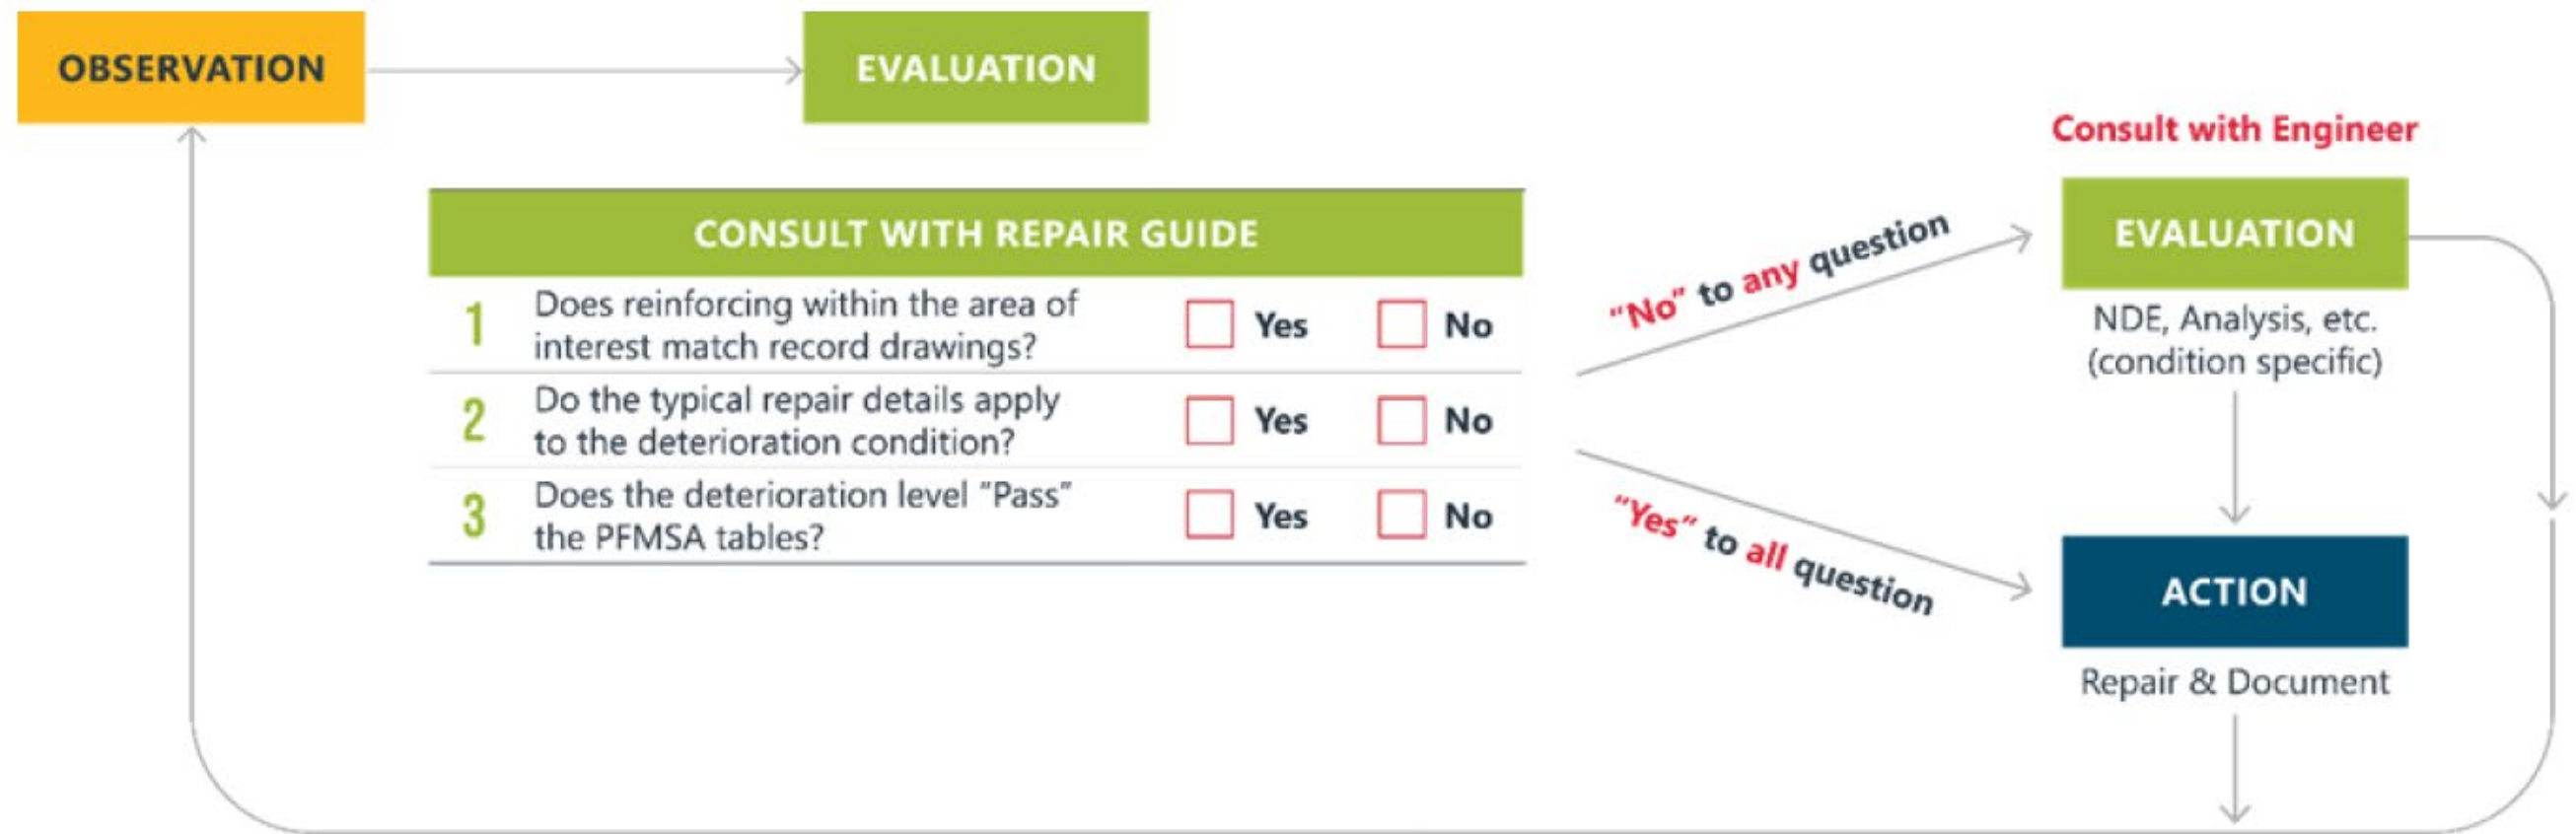 OBSERVATION
EVALUATION
CONSULT WITH REPAIR GUIDE
1 Does reinforcing within the area of
interest match record drawings?
Yes No
2 Do the typical repair details apply
to the deterioration condition?
Yes No
3 Does the deterioration level "Pass"
the PFMSA tables?
Yes No
"No" to any question
"Yes" to all question
Consult with Engineer
EVALUATION
NDE, Analysis, etc.
(condition specific)
ACTION
Repair & Document